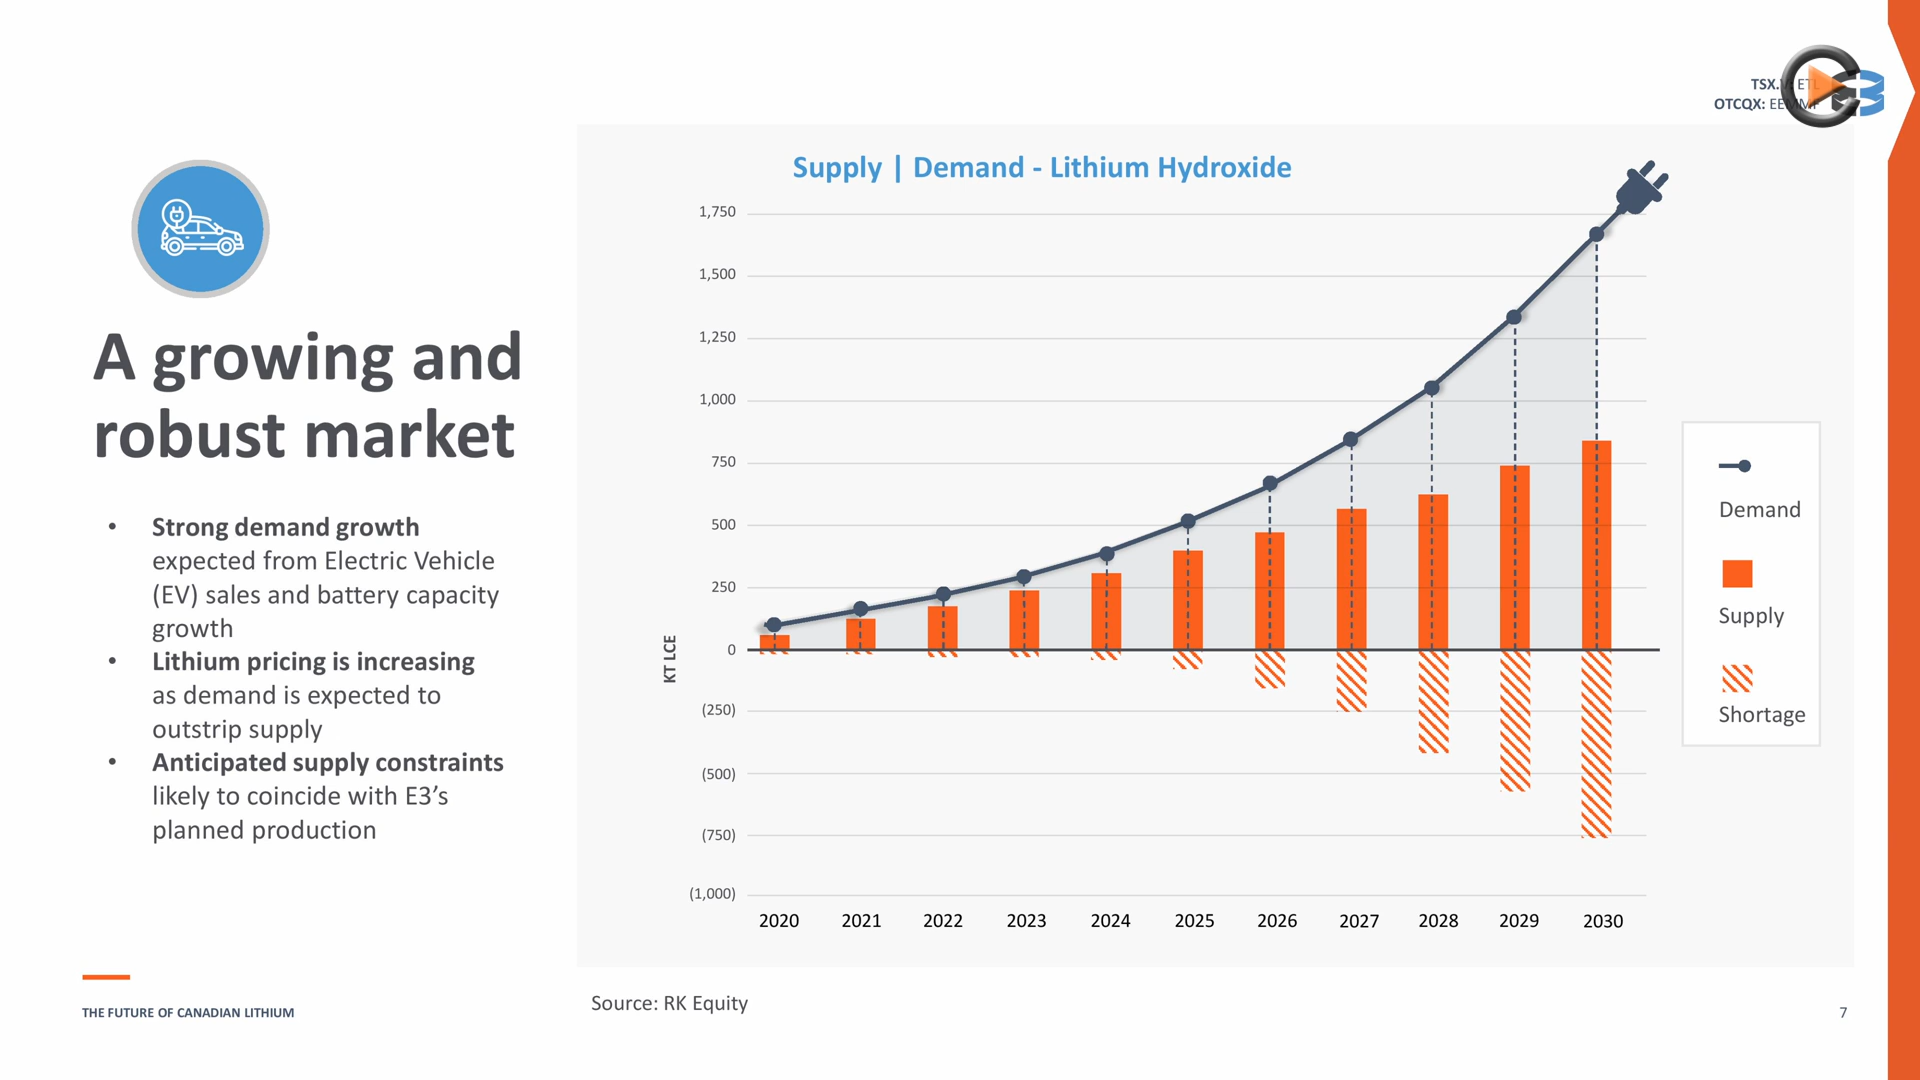 TSX.V: ETL
OTCQX: EEMMF
A growing and
robust market
• Strong demand growth
expected from Electric Vehicle
(EV) sales and battery capacity
growth
• Lithium pricing is increasing
as demand is expected to
outstrip supply
• Anticipated supply constraints
likely to coincide with E3’s
planned production
Supply | Demand - Lithium Hydroxide
1,750
1,500
1,250
1,000
750
500
250
0
(250)
(500)
(750)
(1,000)
KT LCE
2020 2021 2022 2023 2024 2025 2026 2027 2028 2029 2030
Demand
Supply
Shortage
Source: RK Equity
THE FUTURE OF CANADIAN LITHIUM
7